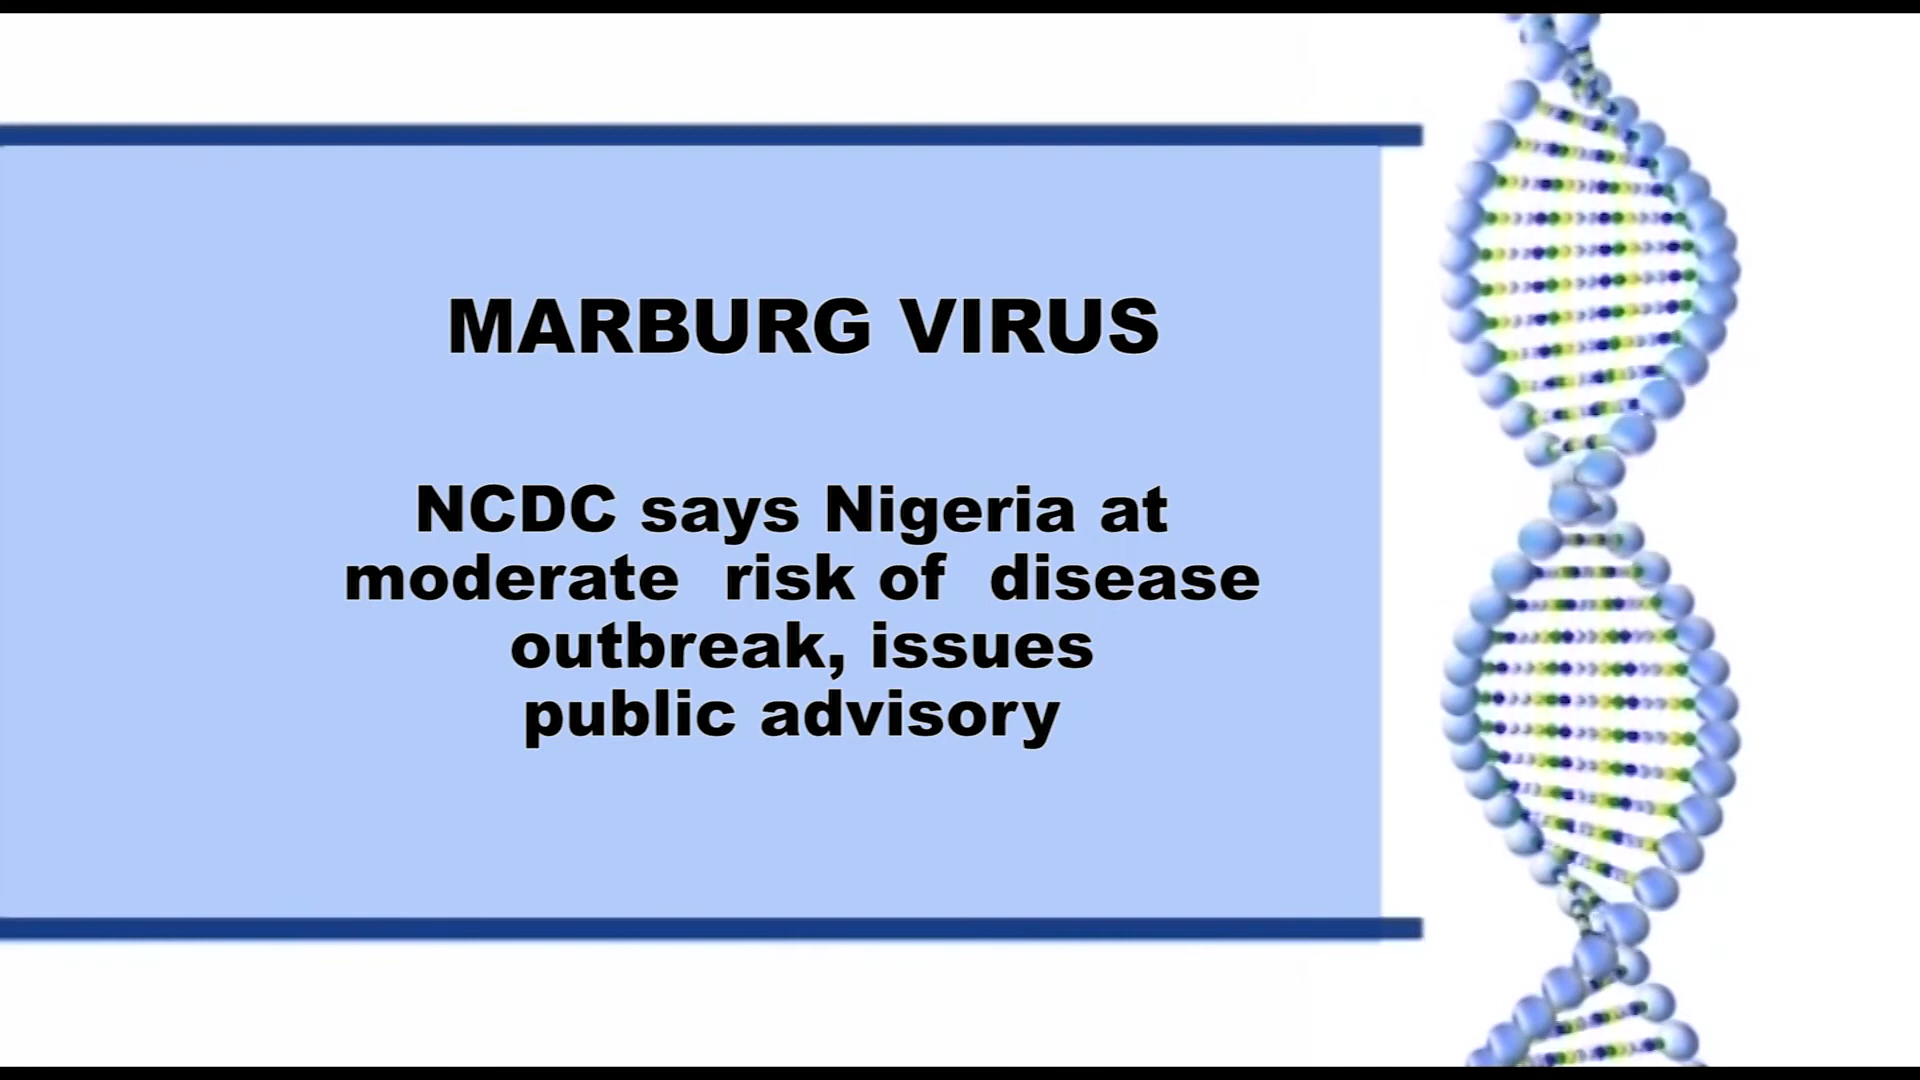 MARBURG VIRUS
NCDC says Nigeria at
moderate risk of disease
outbreak, issues
public advisory